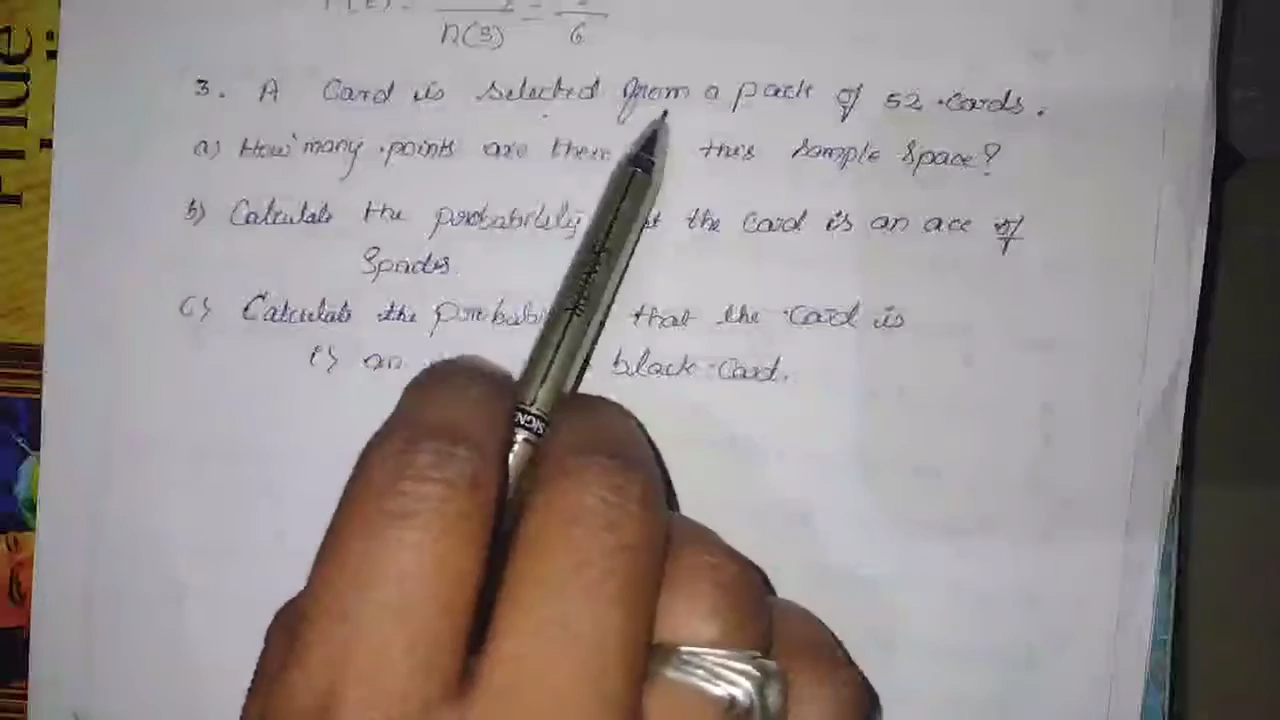 n(s) 6
3. A Card is selected from a pack of 52 cards.
a) How many points are there this sample space?
b) Calculate the probability the card is an ace of
Spades.
c) Calculate the that the card is
i) an black card.